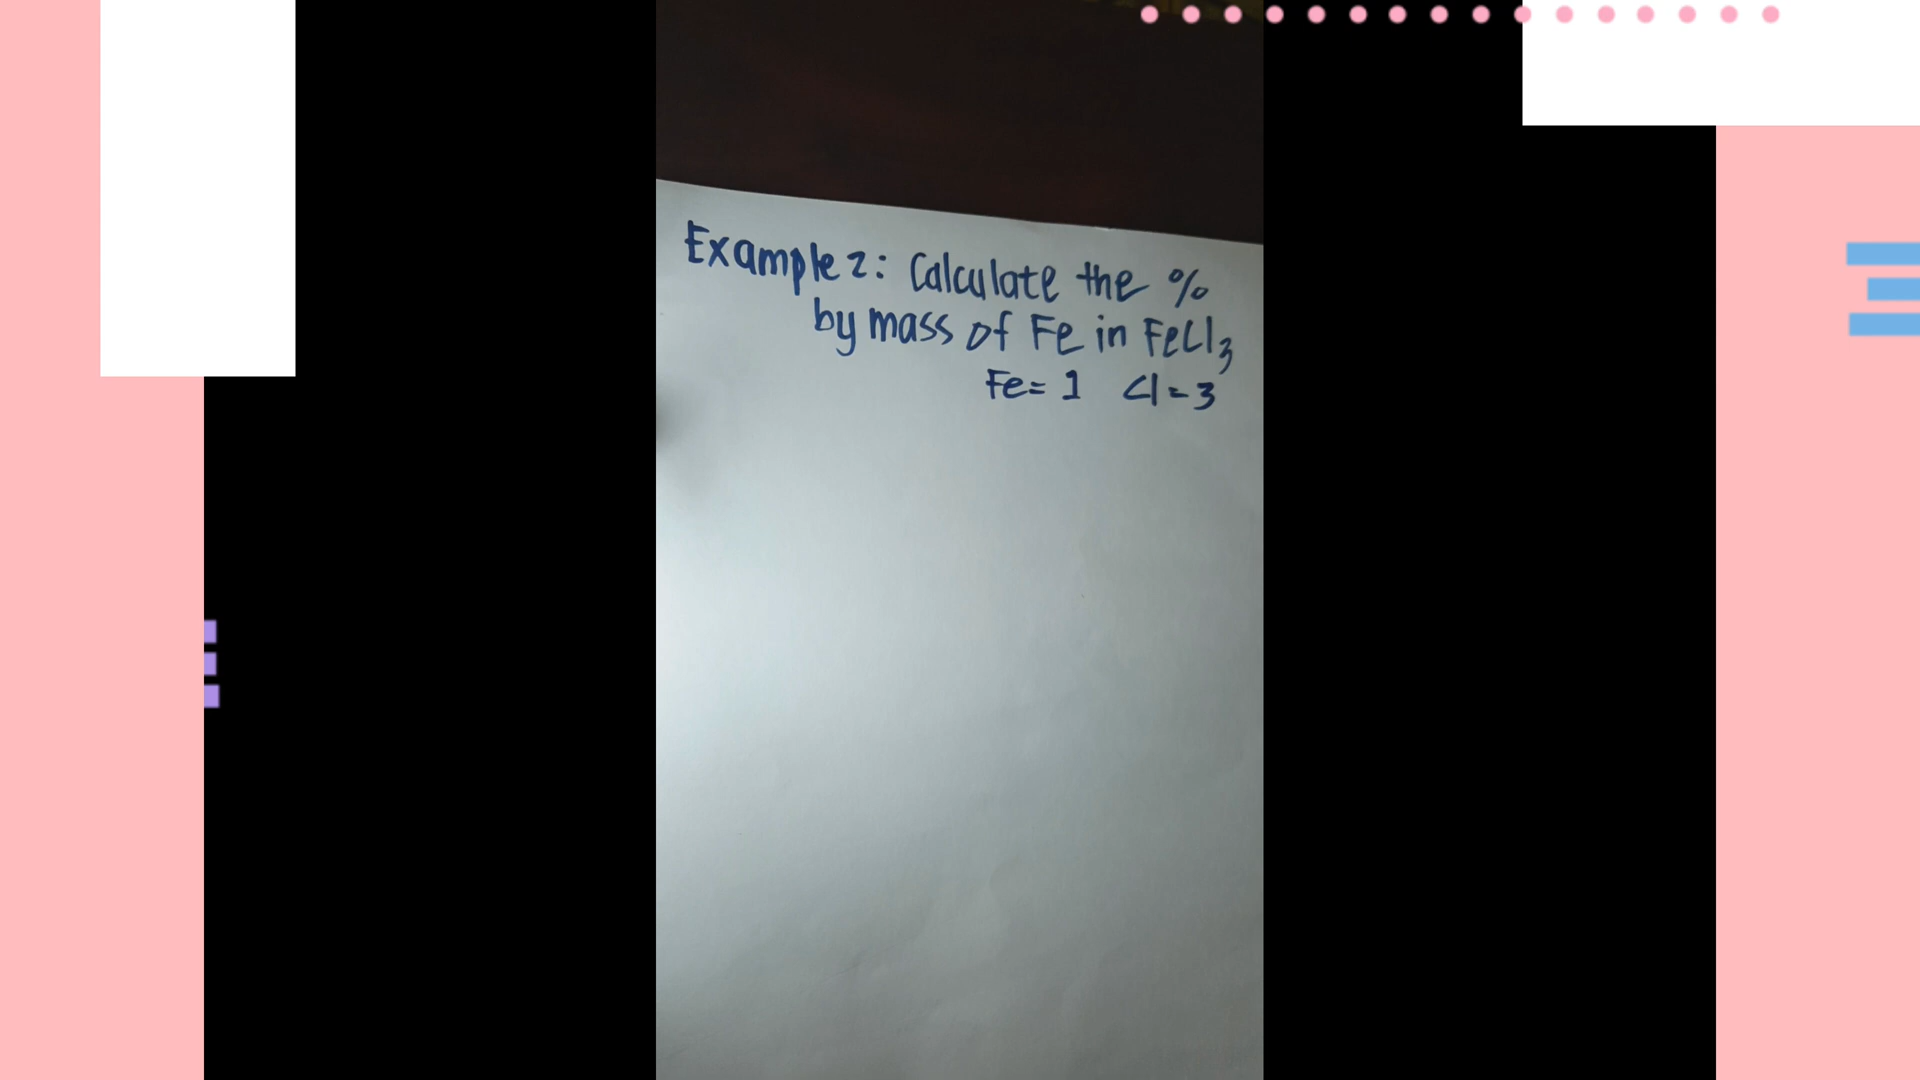 Example 2: Calculate the %
by mass of Fe in FeCl₃
Fe= 1 Cl = 3